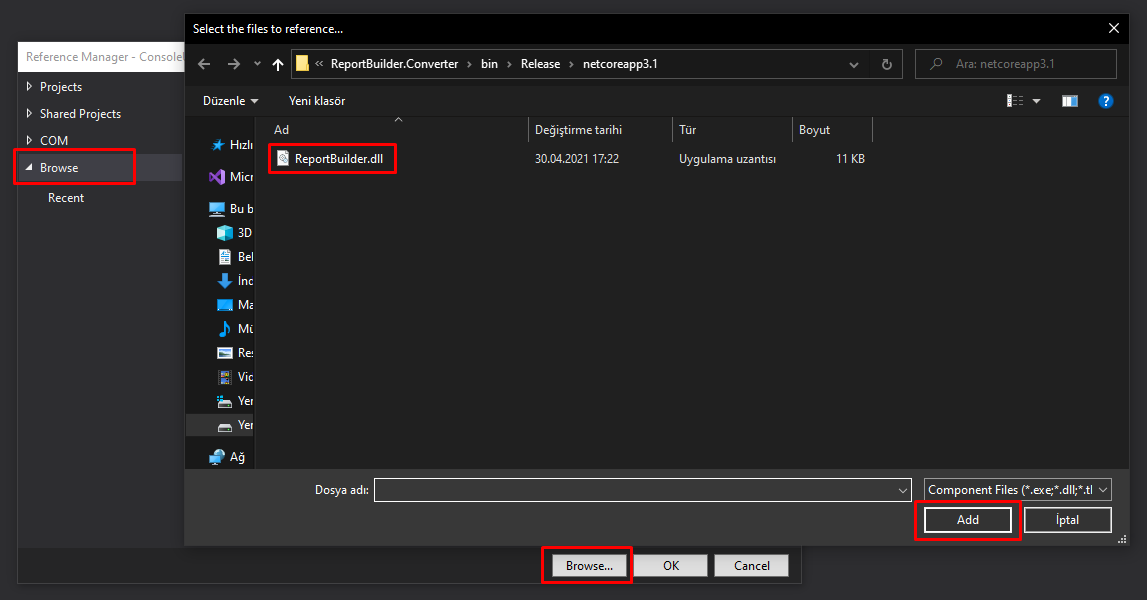 Select the files to reference...
Reference Manager - Console
Projects
Shared Projects
COM
Browse
Recent
« ReportBuilder.Converter › bin › Release › netcoreapp3.1
Ara: netcoreapp3.1
Düzenle
Yeni klasör
Ad
Değiştirme tarihi
Tür
Boyut
ReportBuilder.dll
30.04.2021 17:22
Uygulama uzantısı
11 KB
Hızlı
Micr
Bu b
3D
Bel
İnd
Ma
Mü
Res
Vid
Yer
Yer
Ağ
Dosya adı:
Component Files (*.exe;*.dll;*.tl
Add
İptal
Browse...
OK
Cancel